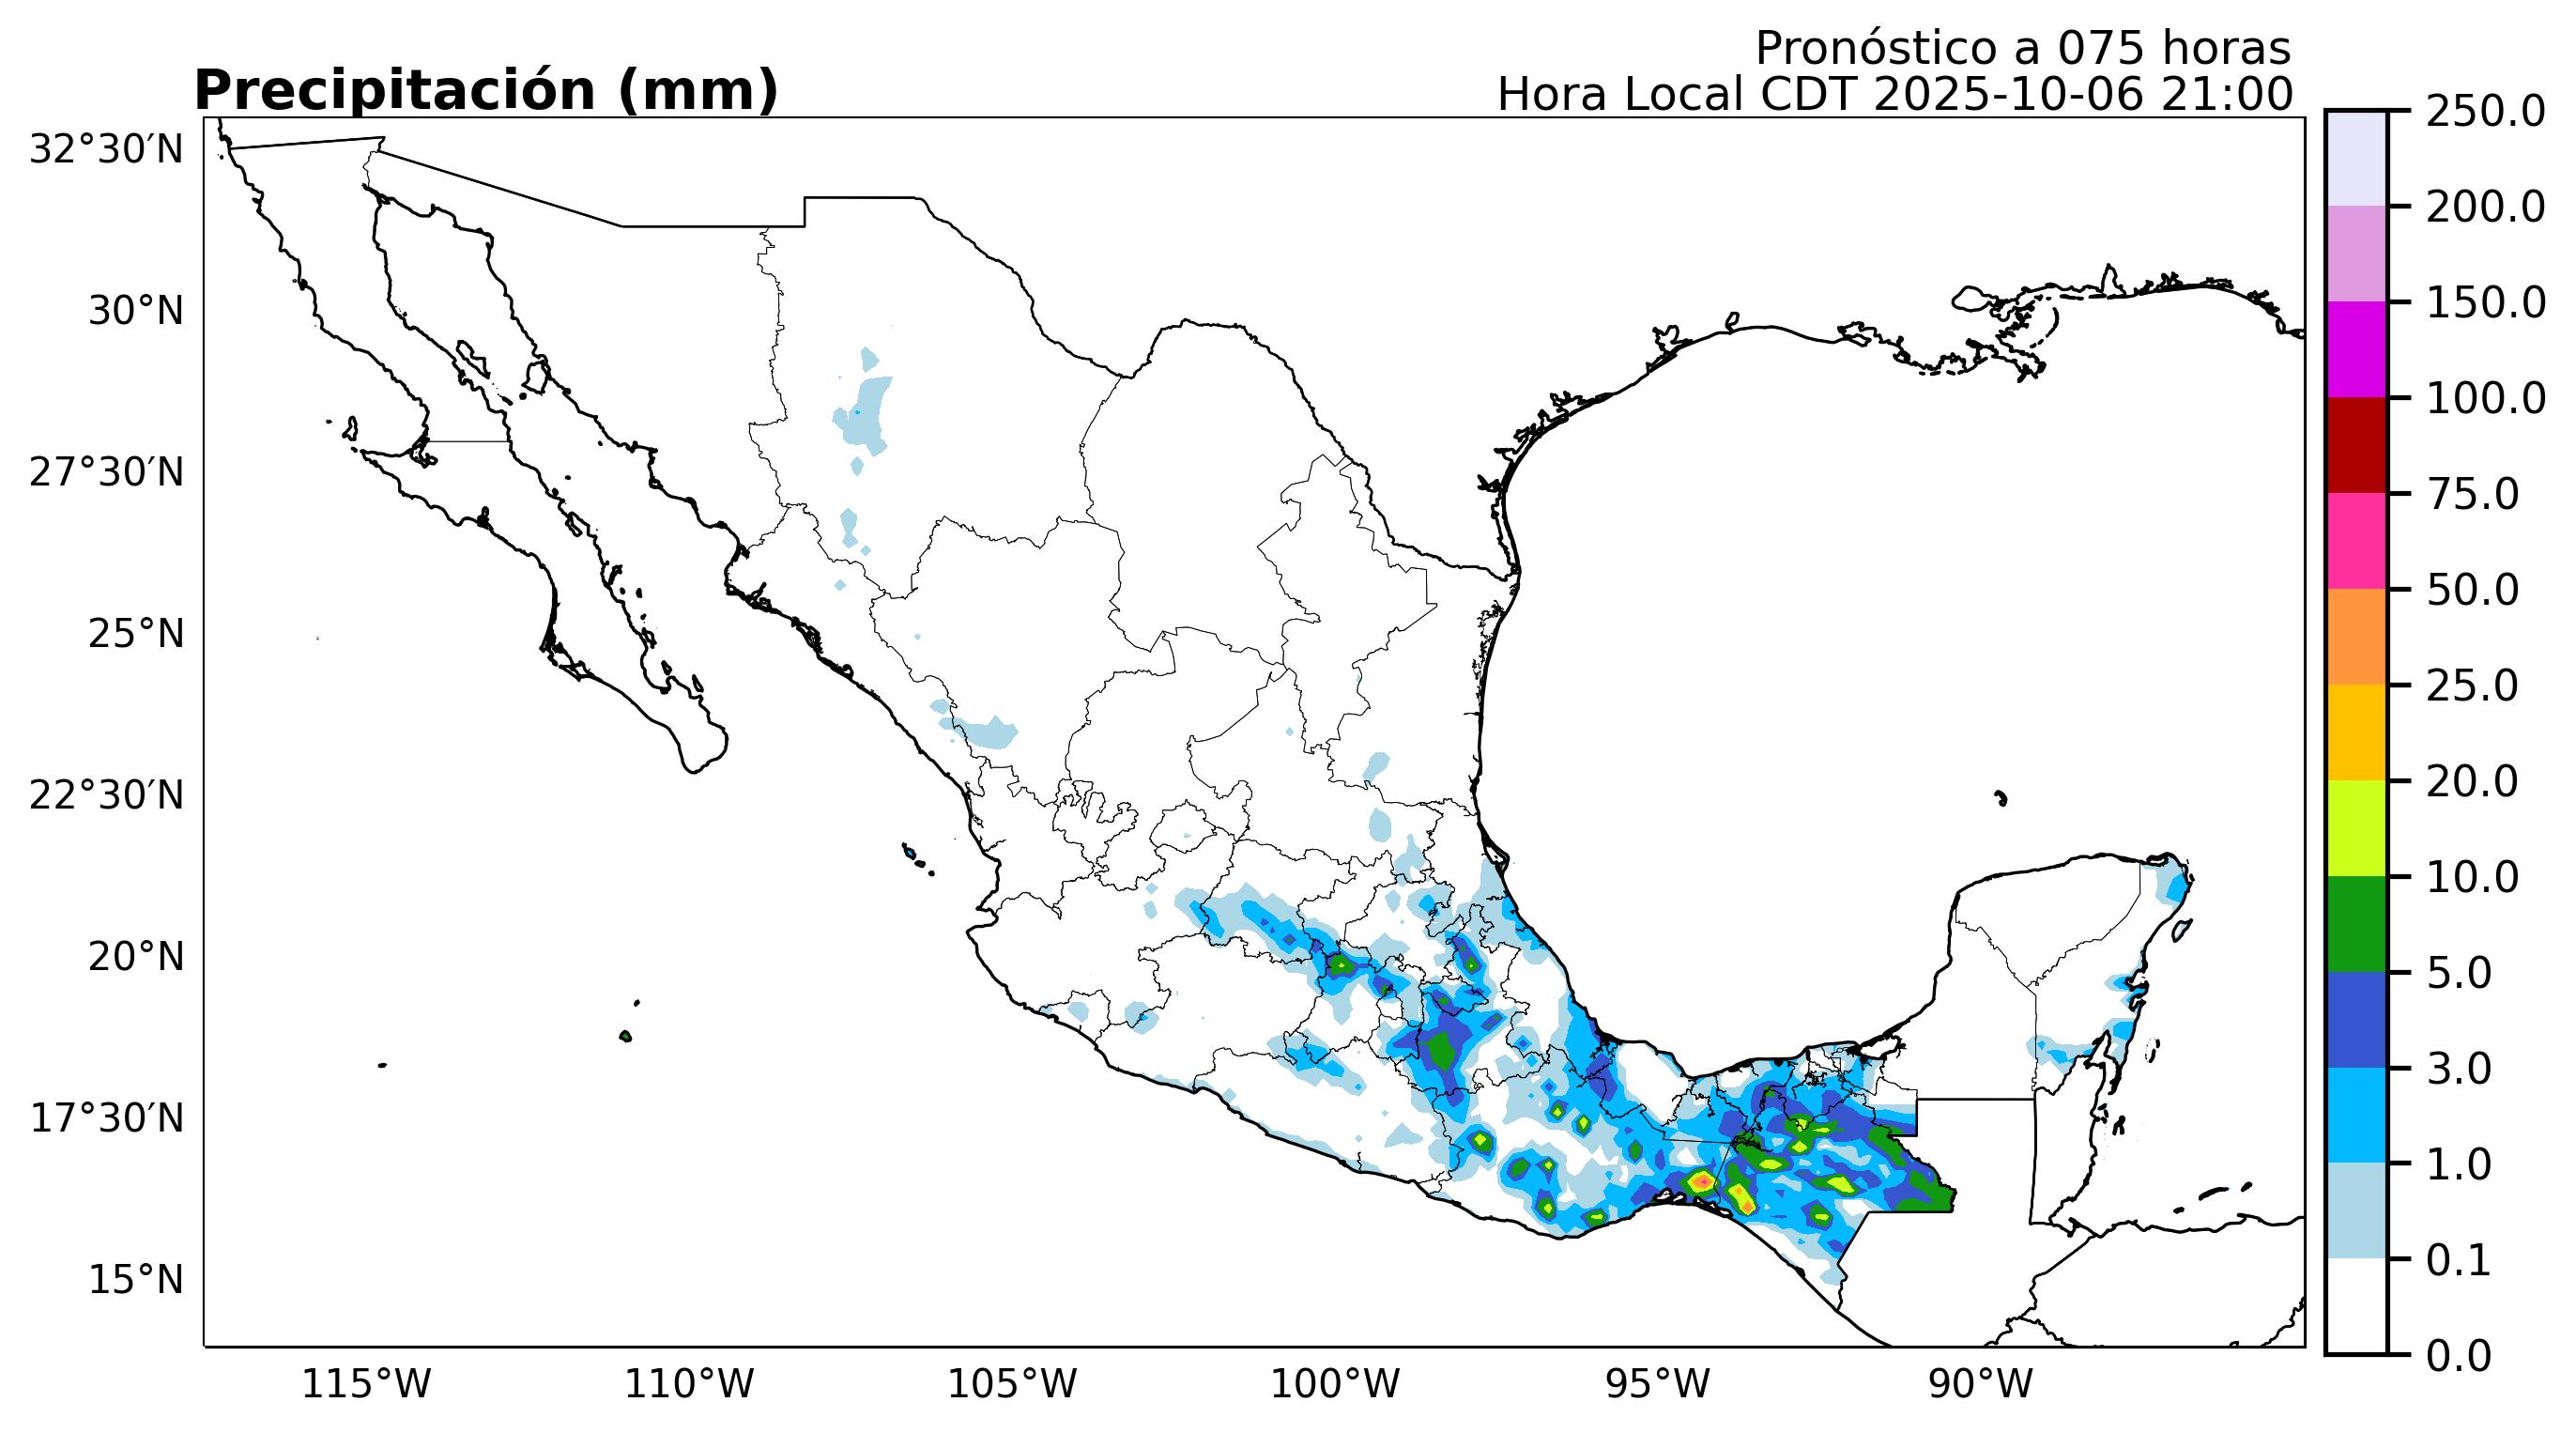 Pronóstico a 075 horas
Precipitación (mm)
Hora Local CDT 2025-10-06 21:00
32°30′N
30°N
27°30′N
25°N
22°30′N
20°N
17°30′N
15°N
115°W
110°W
105°W
100°W
95°W
90°W
250.0
200.0
150.0
100.0
75.0
50.0
25.0
20.0
10.0
5.0
3.0
1.0
0.1
0.0